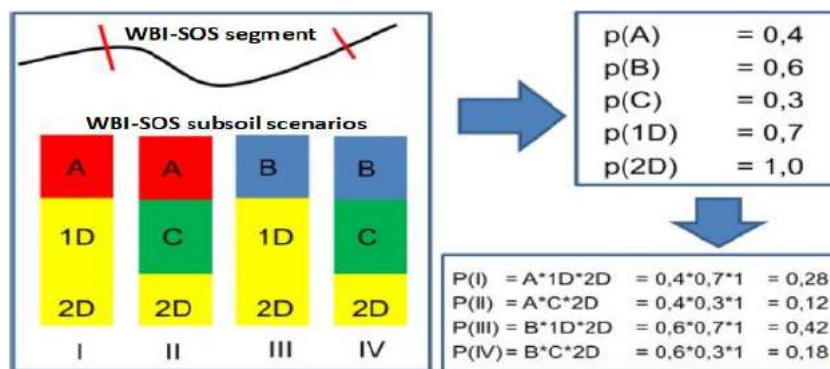 WBI-SOS segment
WBI-SOS subsoil scenarios
A A B B
1D C 1D C
2D 2D 2D 2D
I II III IV
p(A) = 0,4
p(B) = 0,6
p(C) = 0,3
p(1D) = 0,7
p(2D) = 1,0
P(I) = A*1D*2D = 0,4*0,7*1 = 0,28
P(II) = A*C*2D = 0,4*0,3*1 = 0,12
P(III) = B*1D*2D = 0,6*0,7*1 = 0,42
P(IV) = B*C*2D = 0,6*0,3*1 = 0,18